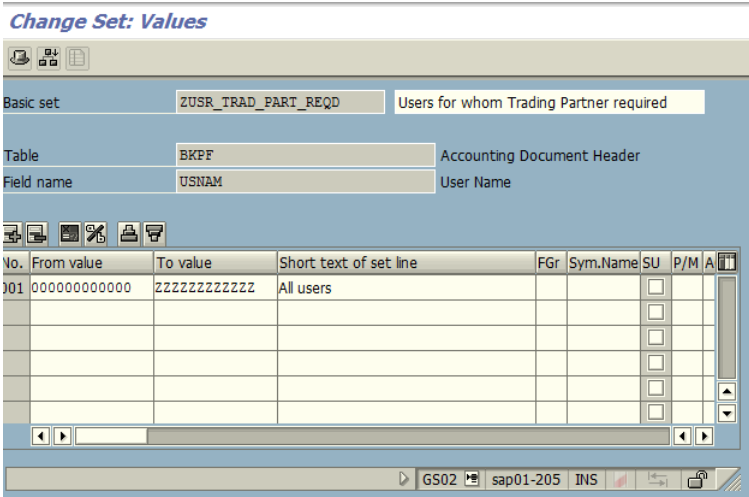 Change Set: Values
Basic set ZUSR_TRAD_PART_REQD Users for whom Trading Partner required
Table BKPF Accounting Document Header
Field name USNAM User Name
No. From value To value Short text of set line FGr Sym.Name SU P/M A
001 000000000000 ZZZZZZZZZZZZ All users
GS02 sap01-205 INS